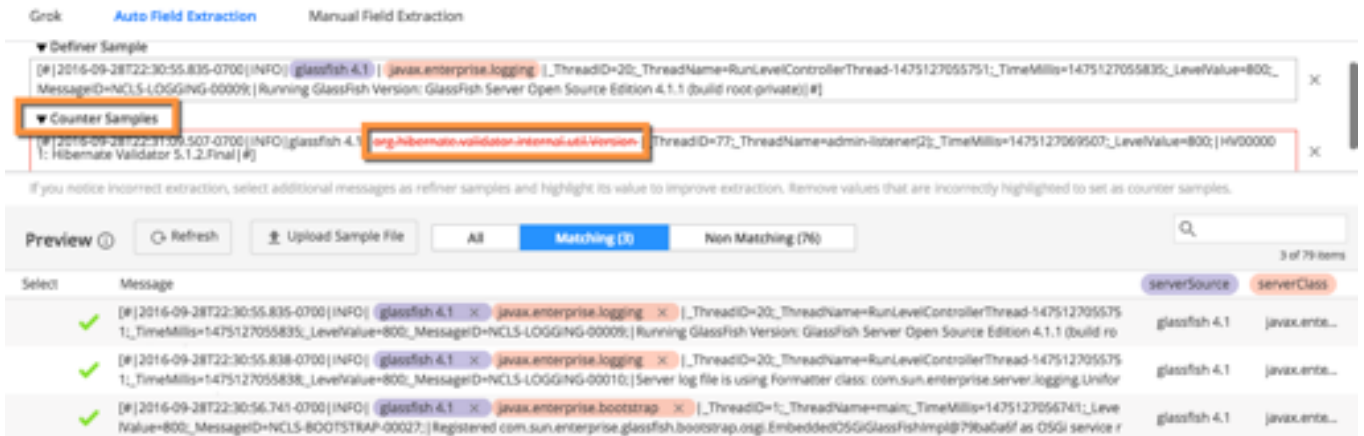 Grok Auto Field Extraction Manual Field Extraction
▼ Definer Sample
[#|2016-09-28T22:30:55.835-0700|INFO| glassfish 4.1 | javax.enterprise.logging |_ThreadID=20;_ThreadName=RunLevelControllerThread-1475127055751;_TimeMillis=1475127055835;_LevelValue=800;_
MessageID=NCLS-LOGGING-00009;|Running GlassFish Version: GlassFish Server Open Source Edition 4.1.1 (build root-private)|#]
▼ Counter Samples
[#|2016-09-28T22:31:09.507-0700|INFO|glassfish 4.1 org.hibernate.validator.internal.util.Version ThreadID=77;_ThreadName=admin-listener[2];_TimeMillis=1475127069507;_LevelValue=800;|HV00000
1: Hibernate Validator 5.1.2.Final|#]
If you notice incorrect extraction, select additional messages as refiner samples and highlight its value to improve extraction. Remove values that are incorrectly highlighted to set as counter samples.
Preview Refresh Upload Sample File All Matching (3) Non Matching (76)
3 of 79 items
Select Message serverSource serverClass
[#|2016-09-28T22:30:55.835-0700|INFO| glassfish 4.1 × javax.enterprise.logging × |_ThreadID=20;_ThreadName=RunLevelControllerThread-147512705575
1;_TimeMillis=1475127055835;_LevelValue=800;_MessageID=NCLS-LOGGING-00009;|Running GlassFish Version: GlassFish Server Open Source Edition 4.1.1 (build ro
glassfish 4.1 javax.ente...
[#|2016-09-28T22:30:55.838-0700|INFO| glassfish 4.1 × javax.enterprise.logging × |_ThreadID=20;_ThreadName=RunLevelControllerThread-147512705575
1;_TimeMillis=1475127055838;_LevelValue=800;_MessageID=NCLS-LOGGING-00010;|Server log file is using Formatter class: com.sun.enterprise.server.logging.Unifor
glassfish 4.1 javax.ente...
[#|2016-09-28T22:30:56.741-0700|INFO| glassfish 4.1 × javax.enterprise.bootstrap × |_ThreadID=1;_ThreadName=main;_TimeMillis=1475127056741;_Leve
lValue=800;_MessageID=NCLS-BOOTSTRAP-00027;|Registered com.sun.enterprise.glassfish.bootstrap.osgi.EmbeddedOSGiGlassFishImpl@79ba0a6f as OSGi service r
glassfish 4.1 javax.ente...